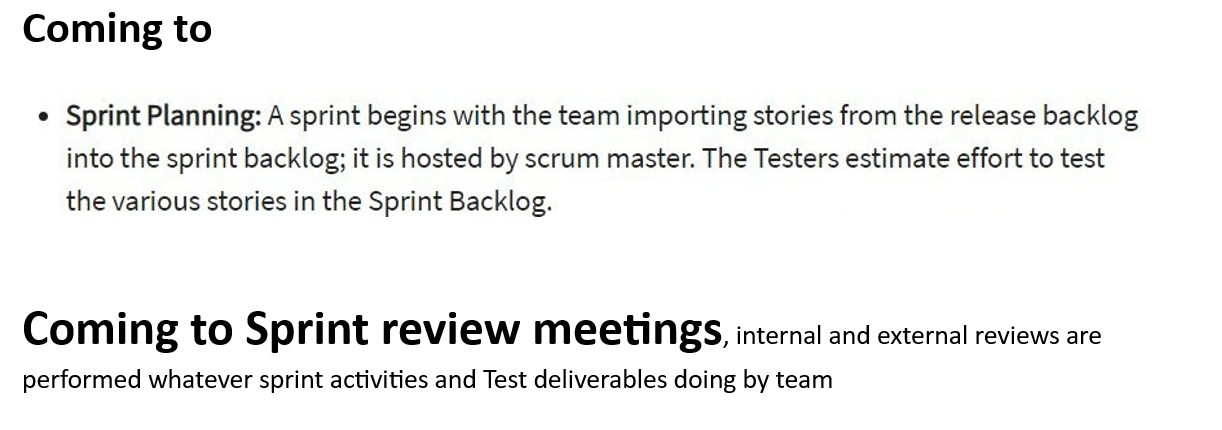 Coming to
• Sprint Planning: A sprint begins with the team importing stories from the release backlog
into the sprint backlog; it is hosted by scrum master. The Testers estimate effort to test
the various stories in the Sprint Backlog.
Coming to Sprint review meetings, internal and external reviews are
performed whatever sprint activities and Test deliverables doing by team